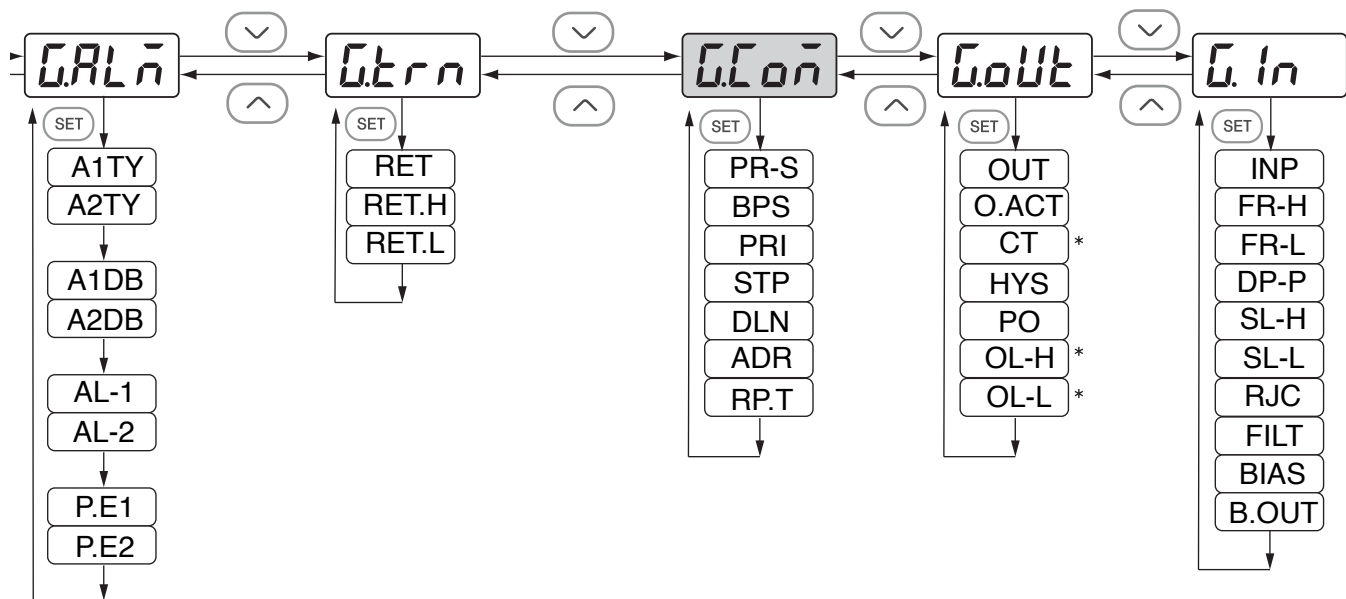 G.ALM
G.trn
G.Com
G.oUt
G. In
SET
A1TY
A2TY
A1DB
A2DB
AL-1
AL-2
P.E1
P.E2
SET
RET
RET.H
RET.L
SET
PR-S
BPS
PRI
STP
DLN
ADR
RP.T
SET
OUT
O.ACT
CT *
HYS
PO
OL-H *
OL-L *
SET
INP
FR-H
FR-L
DP-P
SL-H
SL-L
RJC
FILT
BIAS
B.OUT